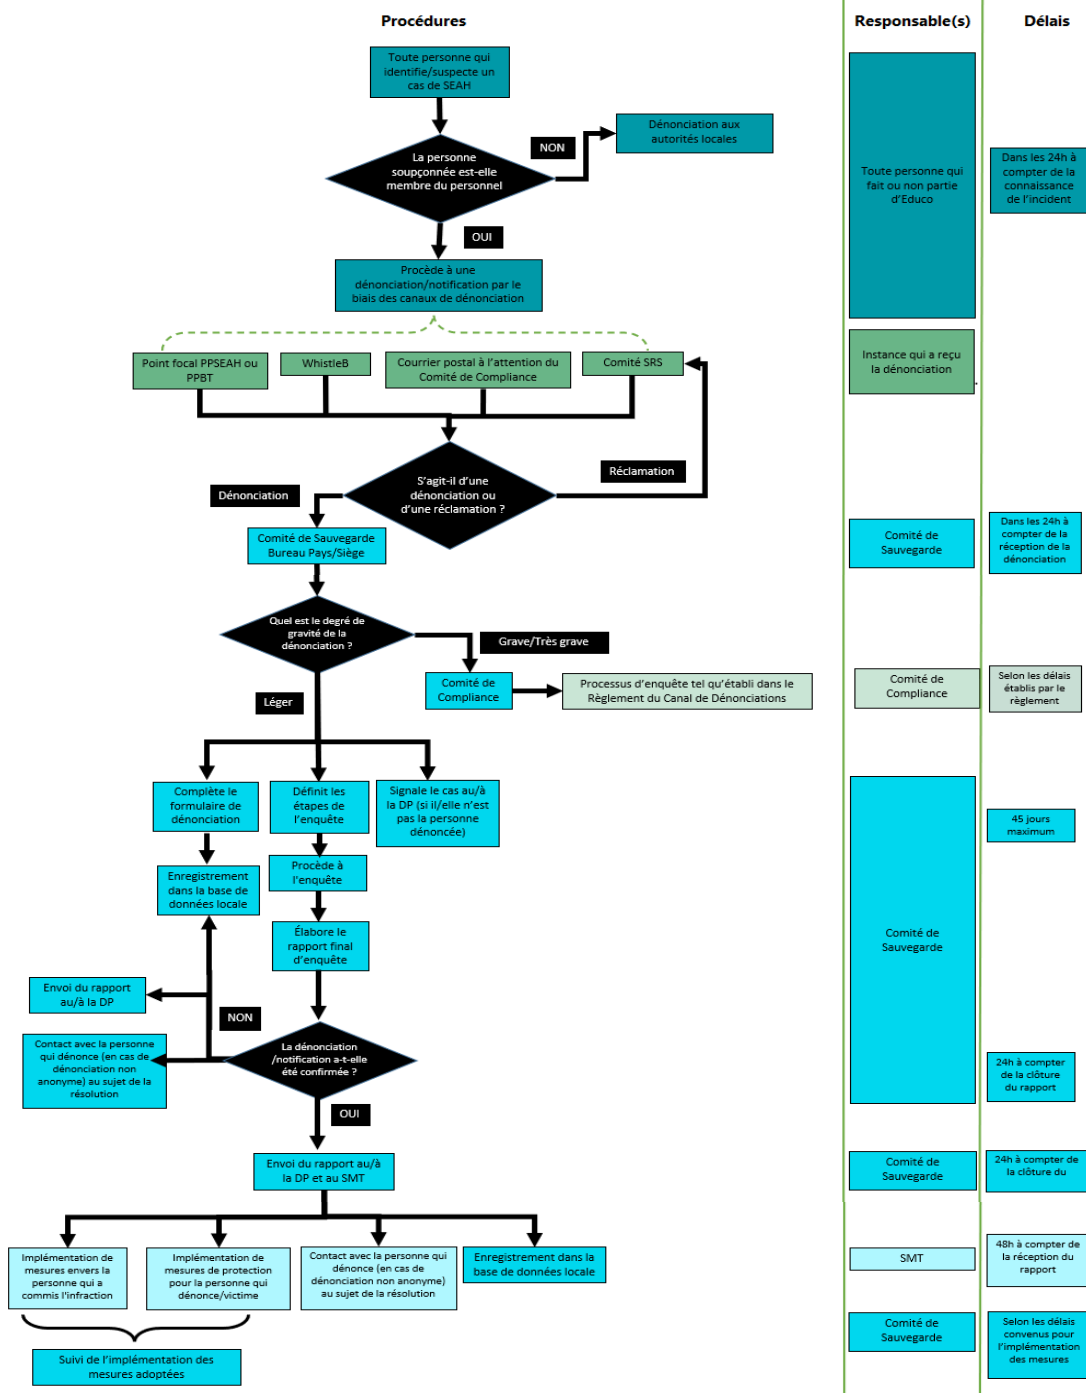 Procédures
Responsable(s)
Délais
Toute personne qui
identifie/suspecte un
cas de SEAH
Dénonciation aux
autorités locales
NON
La personne
soupçonnée est-elle
membre du personnel
Toute personne qui
fait ou non partie
d'Educo
Dans les 24h à
compter de la
connaissance
de l'incident
OUI
Procède à une
dénonciation/notification par le
biais des canaux de dénonciation
Point focal PPSEAH ou
PPBT
WhistleB
Courrier postal à l'attention du
Comité de Compliance
Comité SRS
Instance qui a reçu
la dénonciation
.
Réclamation
S'agit-il d'une
dénonciation ou
d'une réclamation ?
Dénonciation
Comité de Sauvegarde
Bureau Pays/Siège
Comité de
Sauvegarde
Dans les 24h à
compter de la
réception de la
dénonciation
Quel est le degré de
gravité de la
dénonciation ?
Grave/Très grave
Comité de
Compliance
Processus d'enquête tel qu'établi dans le
Règlement du Canal de Dénonciations
Comité de
Compliance
Selon les délais
établis par le
règlement
Léger
Complète le
formulaire de
dénonciation
Définit les
étapes de
l'enquête
Signale le cas au/à
la DP (si il/elle n'est
pas la personne
dénoncée)
45 jours
maximum
Enregistrement
dans la base de
données locale
Procède à
l'enquête
Élabore le
rapport final
d'enquête
Comité de
Sauvegarde
Envoi du rapport
au/à la DP
NON
Contact avec la personne
qui dénonce (en cas de
dénonciation non
anonyme) au sujet de la
résolution
La dénonciation
/notification a-t-elle
été confirmée ?
24h à compter
de la clôture
du rapport
OUI
Envoi du rapport au/à
la DP et au SMT
Comité de
Sauvegarde
24h à compter de
la clôture du
Implémentation de
mesures envers la
personne qui a
commis l'infraction
Implémentation de
mesures de protection
pour la personne qui
dénonce/victime
Contact avec la personne qui
dénonce (en cas de
dénonciation non anonyme)
au sujet de la résolution
Enregistrement dans la
base de données locale
SMT
48h à compter de
la réception du
rapport
Suivi de l'implémentation des
mesures adoptées
Comité de
Sauvegarde
Selon les délais
convenus pour
l'implémentation
des mesures